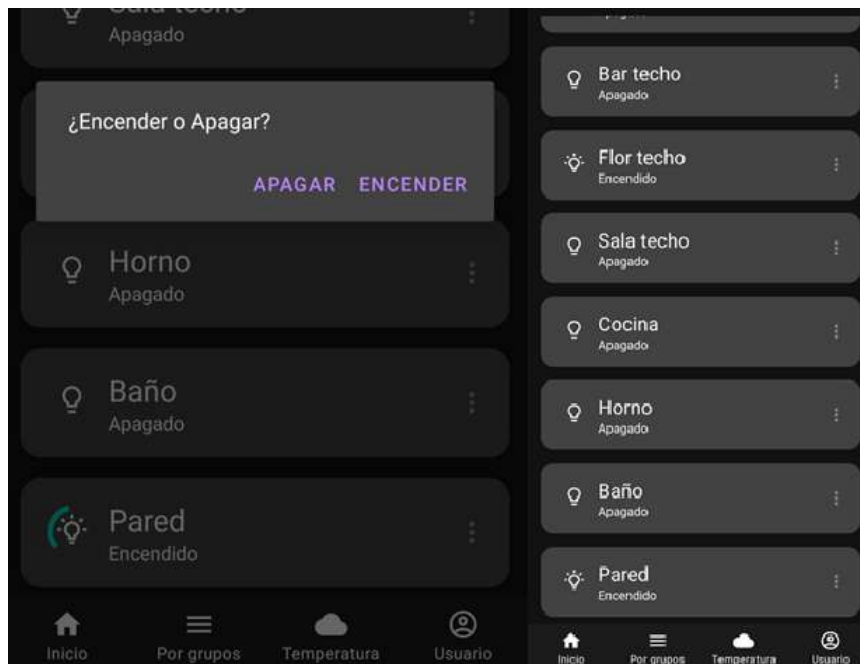 Sala techo
Apagado
¿Encender o Apagar?
APAGAR ENCENDER
Horno
Apagado
Baño
Apagado
Pared
Encendido
Inicio Por grupos Temperatura Usuario
Bar techo
Apagado
Flor techo
Encendido
Sala techo
Apagado
Cocina
Apagado
Horno
Apagado
Baño
Apagado
Pared
Encendido
Inicio Por grupos Temperatura Usuario